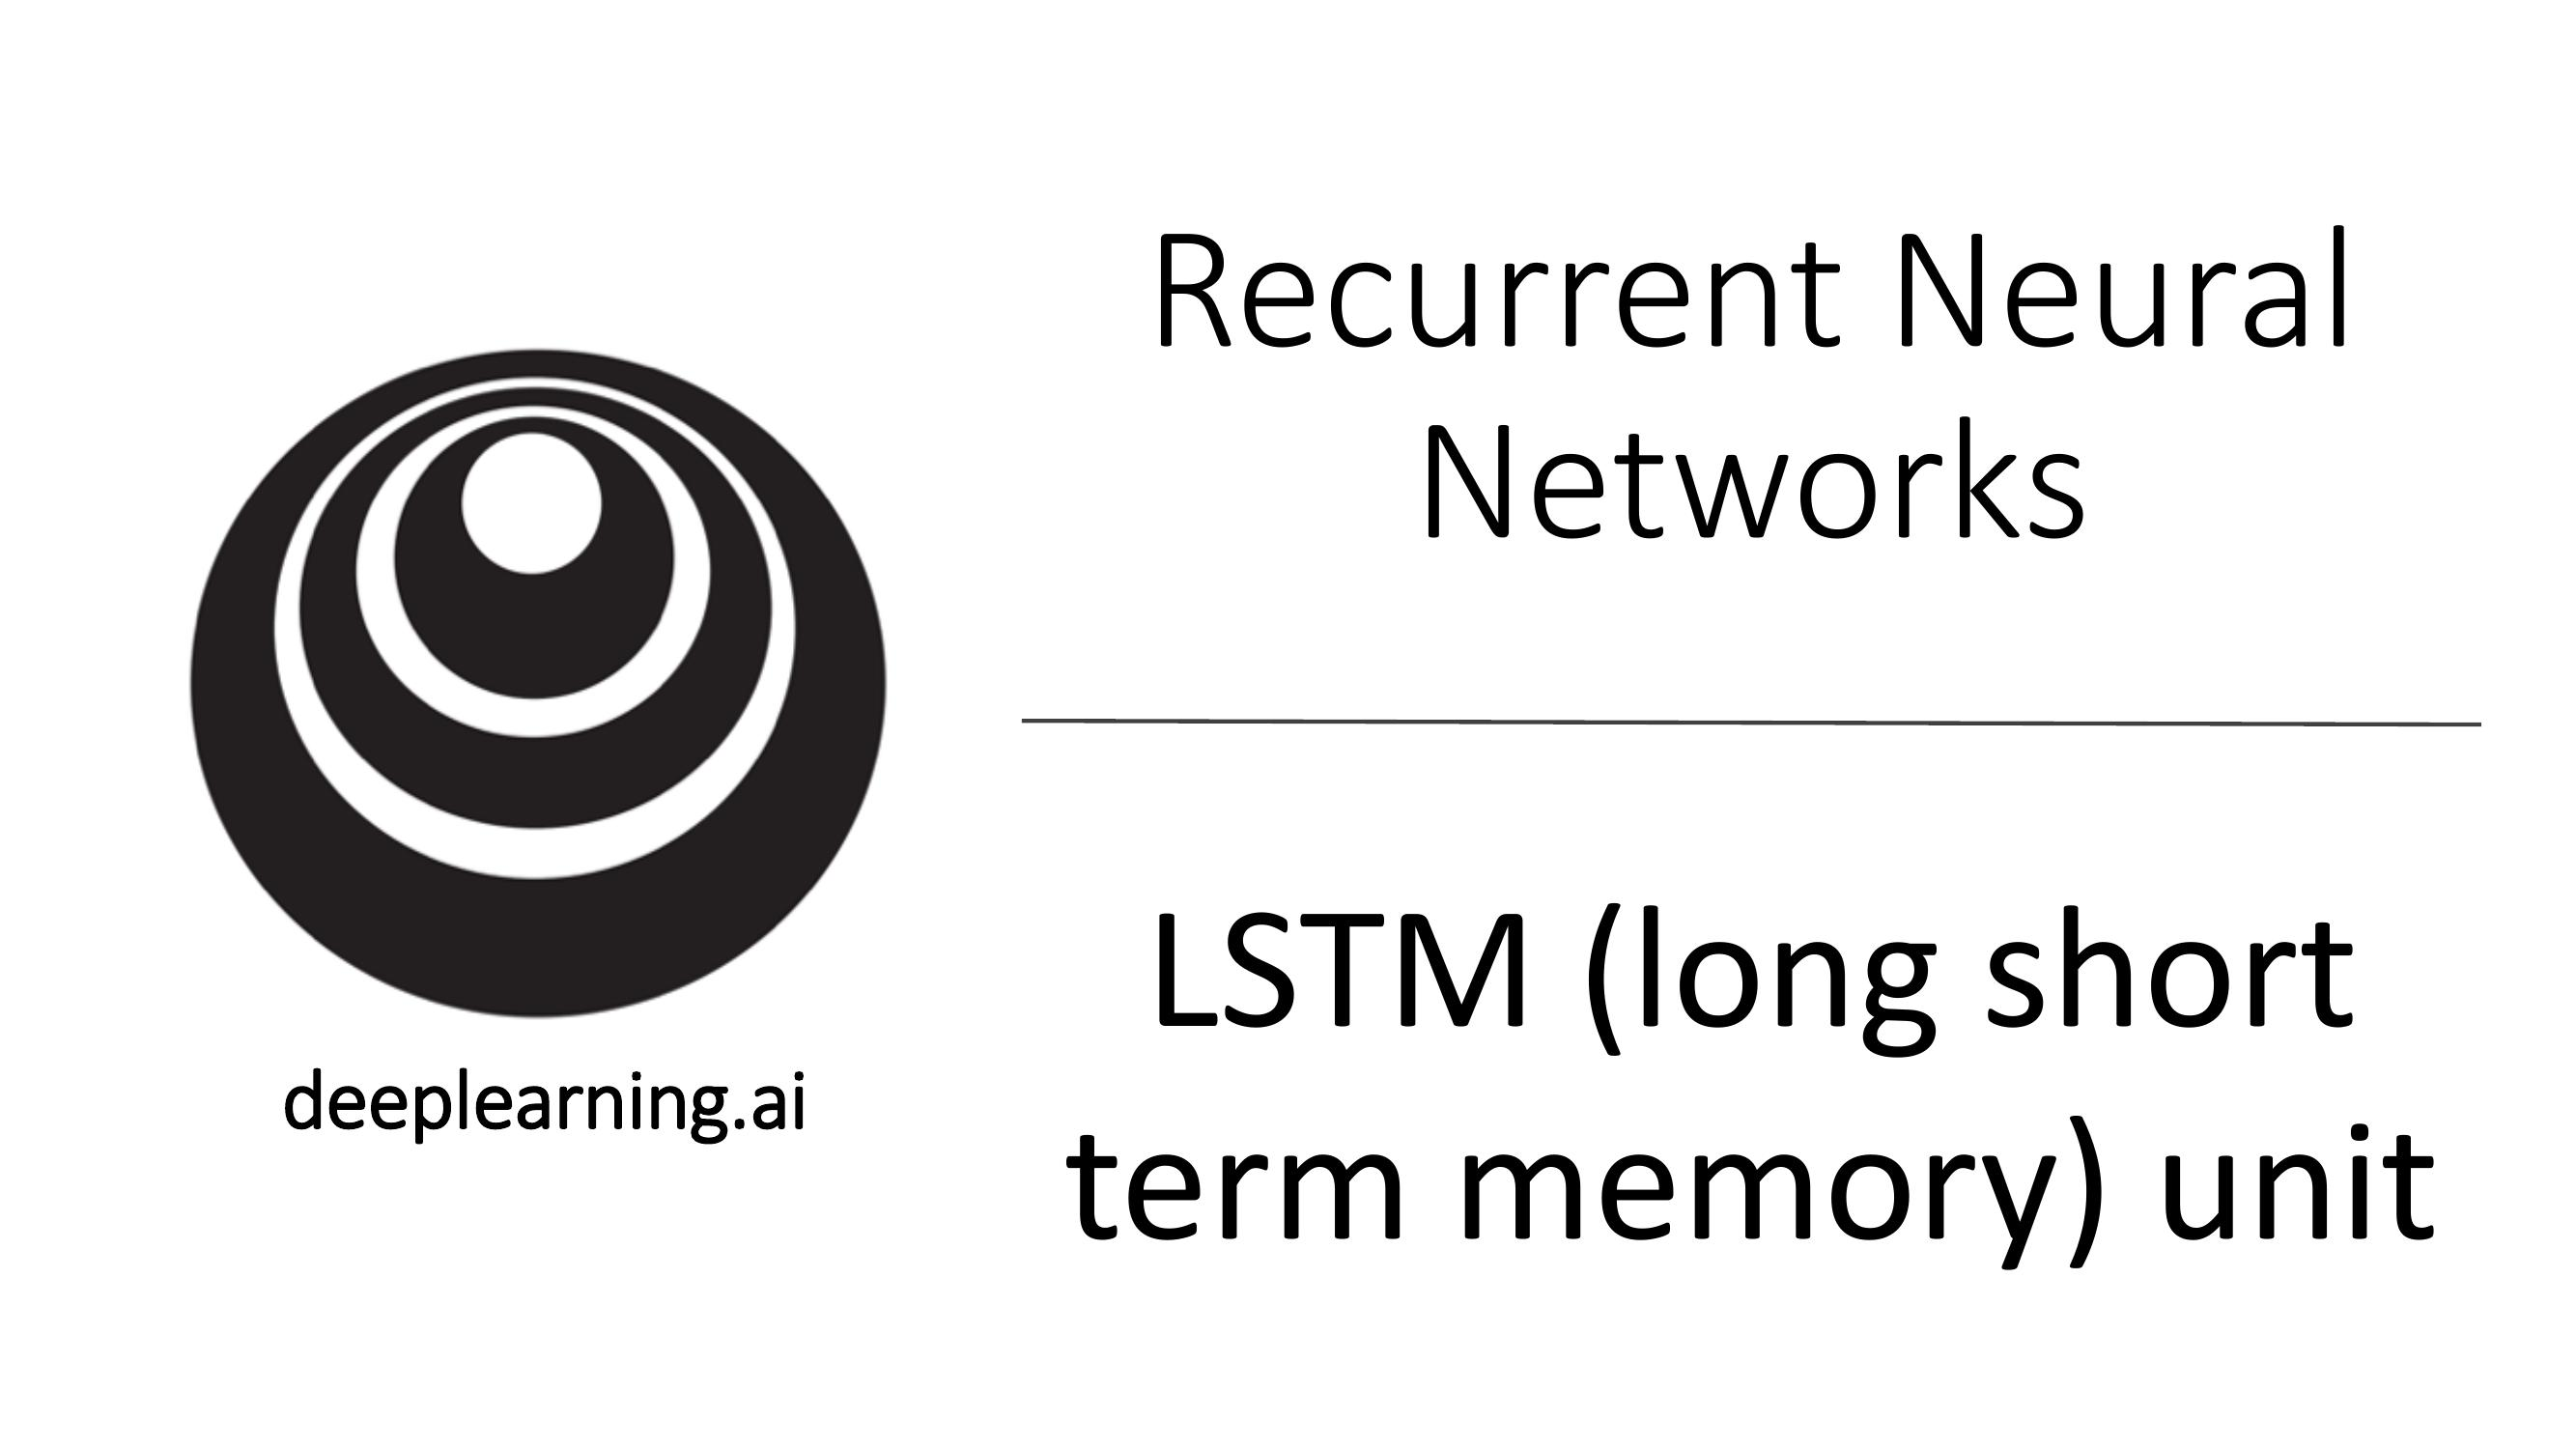 Recurrent Neural
Networks
LSTM (long short
term memory) unit
deeplearning.ai